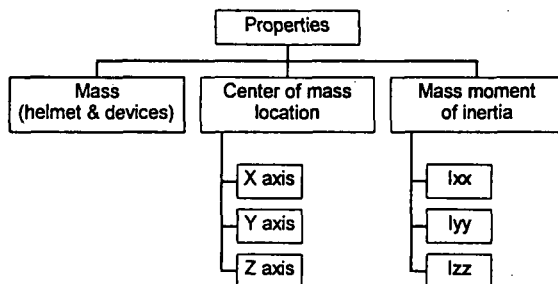 Properties
Mass
(helmet & devices)
Center of mass
location
Mass moment
of inertia
X axis
Y axis
Z axis
Ixx
Iyy
Izz